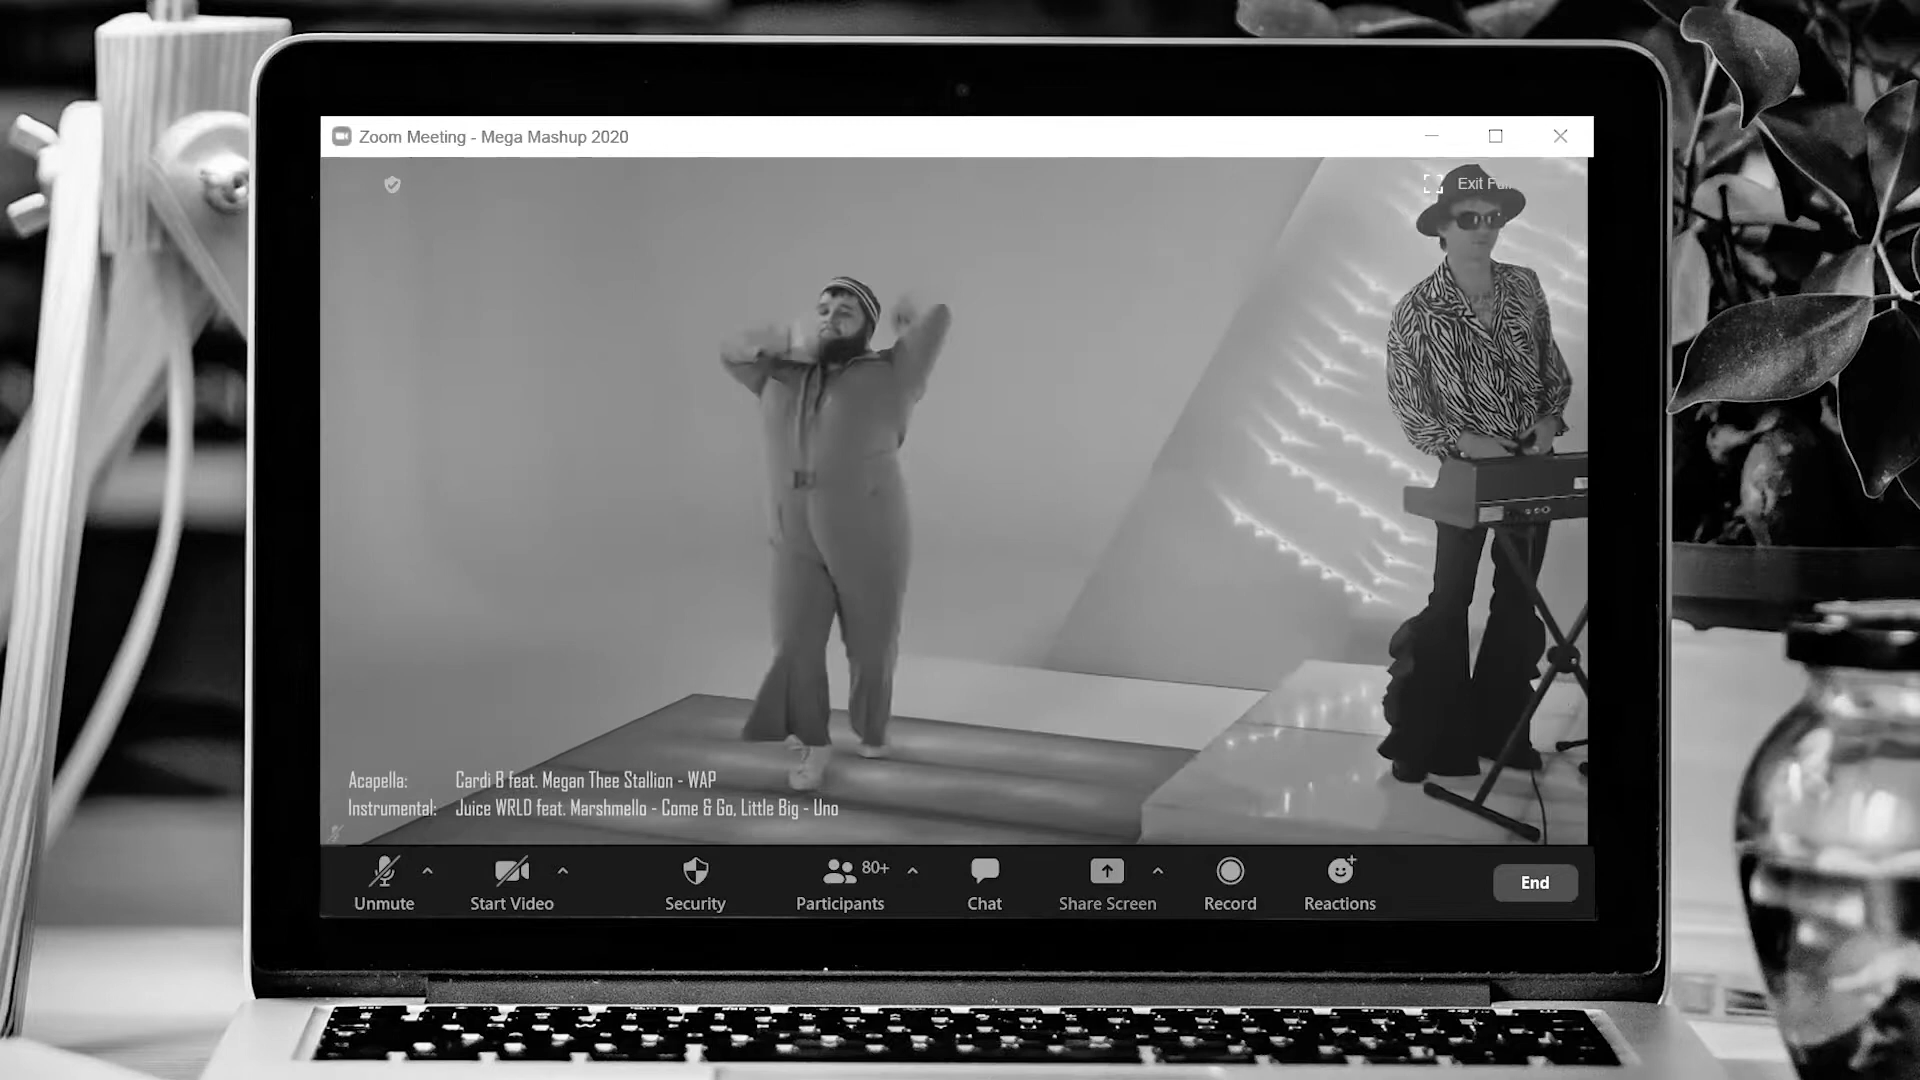 Zoom Meeting - Mega Mashup 2020
Exit
Acapella: Cardi B feat. Megan Thee Stallion - WAP
Instrumental: Juice WRLD feat. Marshmello - Come & Go, Little Big - Uno
80+
Unmute Start Video Security Participants Chat Share Screen Record Reactions End